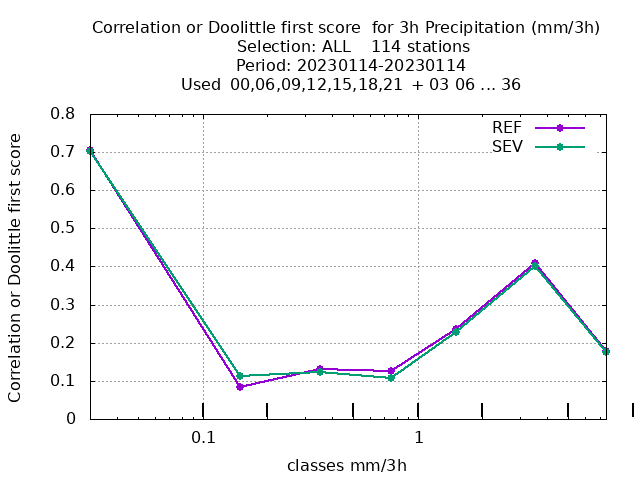 Correlation or Doolittle first score  for 3h Precipitation (mm/3h)
Selection: ALL    114 stations
Period: 20230114-20230114
Used  00,06,09,12,15,18,21  + 03 06 ... 36
Correlation or Doolittle first score
0.8
0.7
0.6
0.5
0.4
0.3
0.2
0.1
0
REF
SEV
0.1
1
classes mm/3h